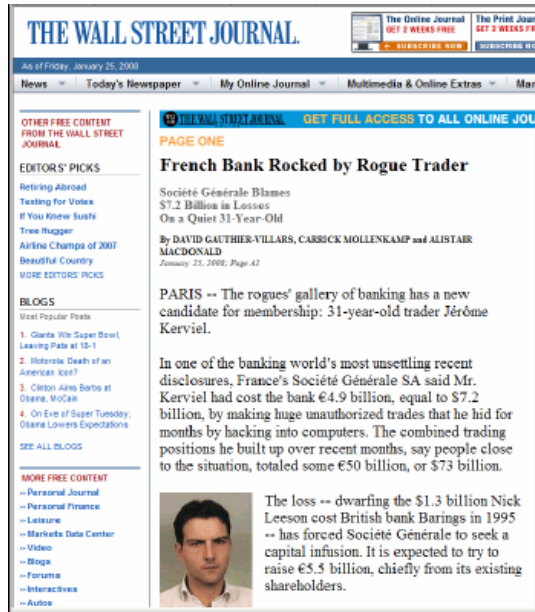 THE WALL STREET JOURNAL.
The Online Journal
GET 2 WEEKS FREE
SUBSCRIBE NOW
The Print Jour
GET 2 WEEKS F
SUBSCRIBE NO
As of Friday, January 25, 2008
News
Today's Newspaper
My Online Journal
Multimedia & Online Extras
Mar
OTHER FREE CONTENT
FROM THE WALL STREET
JOURNAL
EDITORS' PICKS
Retiring Abroad
Texting for Votes
If You Knew Sushi
Tree Hugger
Airline Champs of 2007
Beautiful Country
MORE EDITORS' PICKS
BLOGS
Most Popular Posts
1. Giants Win Super Bowl,
Leaving Pats at 18-1
2. Motorola: Death of an
American Icon?
3. Clinton Aims Barbs at
Obama, McCain
4. On Eve of Super Tuesday,
Obama Lowers Expectations
SEE ALL BLOGS
MORE FREE CONTENT
» Personal Journal
» Personal Finance
» Leisure
» Markets Data Center
» Video
» Blogs
» Forums
» Interactives
» Autos
THE WALL STREET JOURNAL.
GET FULL ACCESS TO ALL ONLINE JOU
PAGE ONE
French Bank Rocked by Rogue Trader
Société Générale Blames
$7.2 Billion in Losses
On a Quiet 31-Year-Old
By DAVID GAUTHIER-VILLARS, CARRICK MOLLENKAMP and ALISTAIR
MACDONALD
January 25, 2008; Page A1
PARIS -- The rogues' gallery of banking has a new
candidate for membership: 31-year-old trader Jérôme
Kerviel.
In one of the banking world's most unsettling recent
disclosures, France's Société Générale SA said Mr.
Kerviel had cost the bank €4.9 billion, equal to $7.2
billion, by making huge unauthorized trades that he hid for
months by hacking into computers. The combined trading
positions he built up over recent months, say people close
to the situation, totaled some €50 billion, or $73 billion.
The loss -- dwarfing the $1.3 billion Nick
Leeson cost British bank Barings in 1995
-- has forced Société Générale to seek a
capital infusion. It is expected to try to
raise €5.5 billion, chiefly from its existing
shareholders.